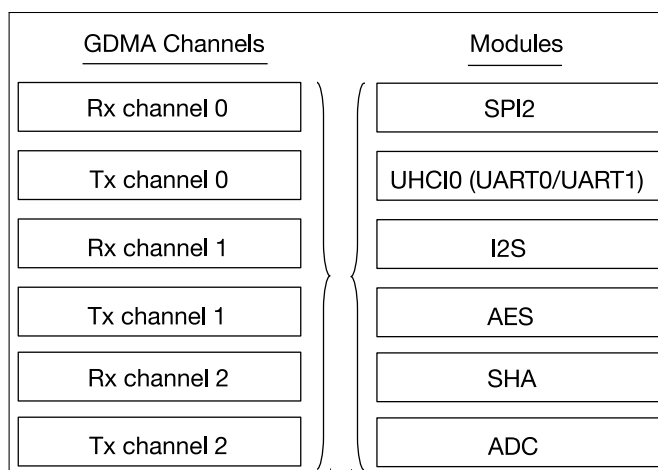 GDMA Channels
Modules
Rx channel 0
SPI2
Tx channel 0
UHCI0 (UART0/UART1)
Rx channel 1
I2S
Tx channel 1
AES
Rx channel 2
SHA
Tx channel 2
ADC